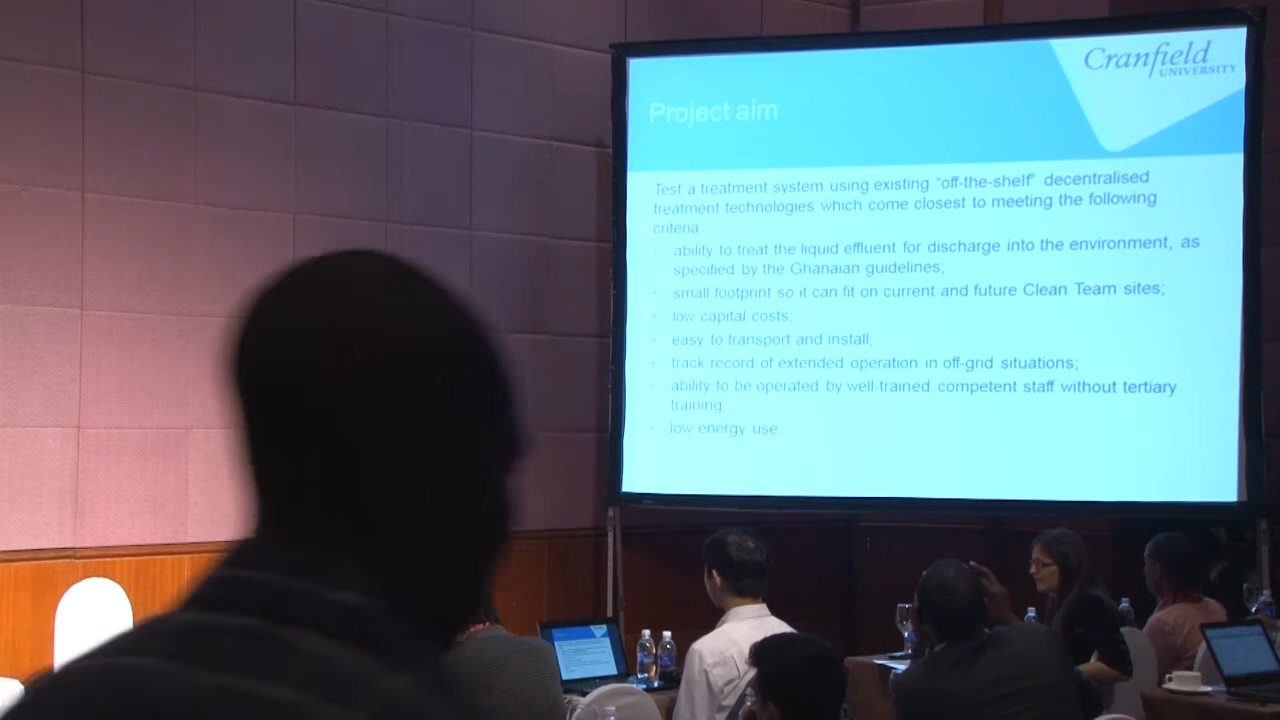 Cranfield
UNIVERSITY
Project aim
Test a treatment system using existing "off-the-shelf" decentralised
treatment technologies which come closest to meeting the following
criteria
ability to treat the liquid effluent for discharge into the environment, as
specified by the Ghanaian guidelines;
small footprint so it can fit on current and future Clean Team sites;
low capital costs;
easy to transport and install;
track record of extended operation in off-grid situations;
ability to be operated by well-trained competent staff without tertiary
training;
low energy use